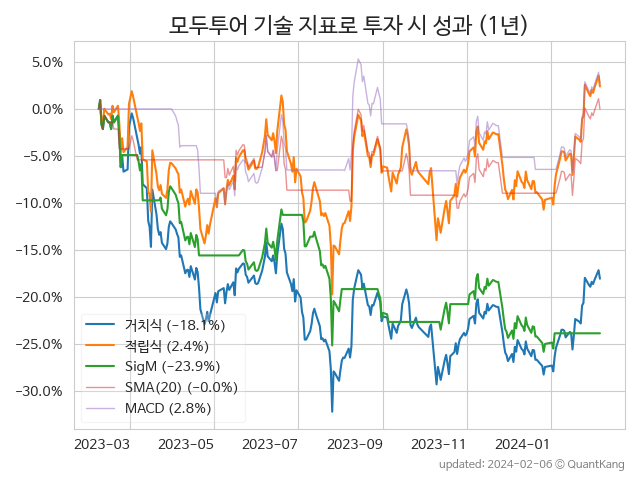 모두투어 기술 지표로 투자 시 성과 (1년)
5.0%
0.0%
−5.0%
−10.0%
−15.0%
−20.0%
−25.0%
−30.0%
거치식 (−18.1%)
적립식 (2.4%)
SigM (−23.9%)
SMA(20) (−0.0%)
MACD (2.8%)
2023−03 2023−05 2023−07 2023−09 2023−11 2024−01
updated: 2024−02−06 ⓒ QuantKang